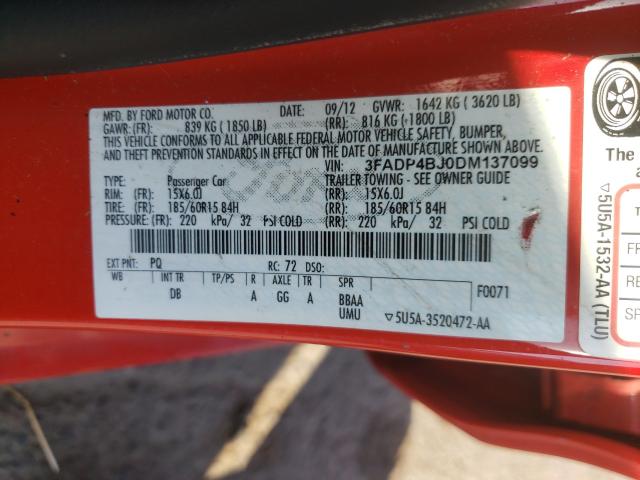 MFD. BY FORD MOTOR CO. DATE: 09/12 GVWR: 1642 KG ( 3620 LB)
GAWR: (FR): 839 KG ( 1850 LB) (RR): 816 KG ( 1800 LB)
THIS VEHICLE CONFORMS TO ALL APPLICABLE FEDERAL MOTOR VEHICLE SAFETY, BUMPER,
AND THEFT PREVENTION STANDARDS IN EFFECT ON THE DATE OF MANUFACTURE
SHOWN ABOVE. VIN: 3FADP4BJ0DM137099
TYPE: Passenger Car TRAILER TOWING - SEE OWNER GUIDE
RIM: (FR): 15X6.0J (RR): 15X6.0J
TIRE: (FR): 185/60R15 84H (RR): 185/60R15 84H
PRESSURE: (FR): 220 kPa/ 32 PSI COLD (RR): 220 kPa/ 32 PSI COLD
EXT PNT: PQ RC: 72 DSO:
WB INT TR TP/PS R AXLE TR SPR F0071
DB A GG A BBAA
UMU ▽5U5A-3520472-AA
The
▽5U5A-1532-AA (TLU)
F
RE
SP